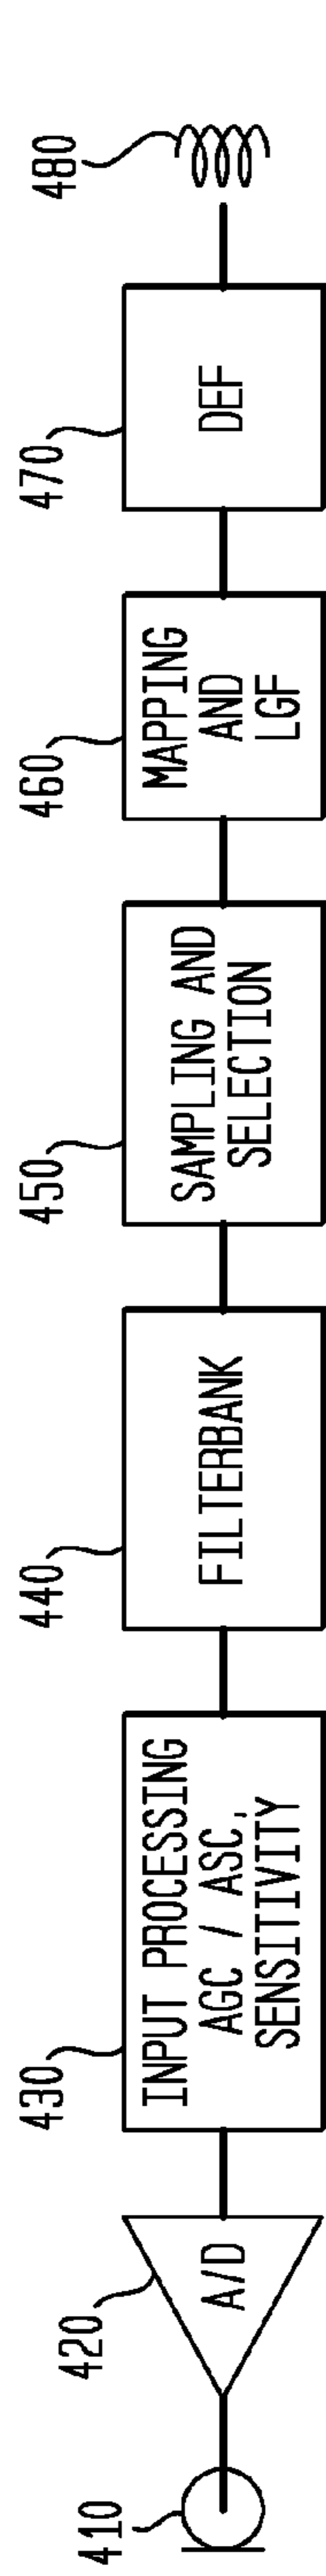 410
420
A/D
430
INPUT PROCESSING
AGC / ASC,
SENSITIVITY
440
FILTERBANK
450
SAMPLING AND
SELECTION
460
MAPPING
AND
LGF
470
DEF
480